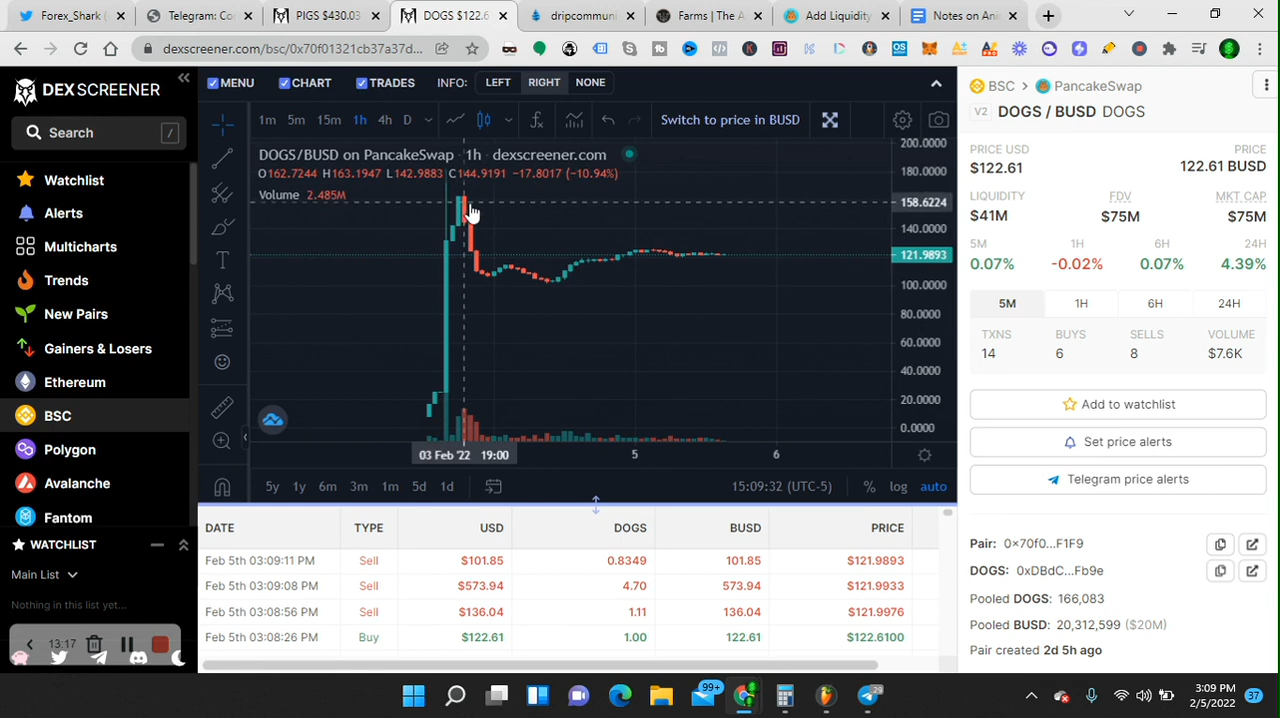 Forex_Shark (
Telegram Co
PIGS $430.03
DOGS $122.6
dripcommuni
Farms | The A
Add Liquidity
Notes on Ani
dexscreener.com/bsc/0x70f01321cb37a37d...
DEX SCREENER
Search /
Watchlist
Alerts
Multicharts
Trends
New Pairs
Gainers & Losers
Ethereum
BSC
Polygon
Avalanche
Fantom
WATCHLIST
Main List
Nothing in this list yet...
13:17
MENU CHART TRADES INFO: LEFT RIGHT NONE
1m 5m 15m 1h 4h D Switch to price in BUSD
DOGS/BUSD on PancakeSwap · 1h · dexscreener.com
O162.7244 H163.1947 L142.9883 C144.9191 -17.8017 (-10.94%)
Volume 2.485M
200.0000
180.0000
158.6224
140.0000
121.9893
100.0000
80.0000
60.0000
40.0000
20.0000
0.0000
03 Feb '22 19:00 5 6
5y 1y 6m 3m 1m 5d 1d 15:09:32 (UTC-5) % log auto
DATE TYPE USD DOGS BUSD PRICE
Feb 5th 03:09:11 PM Sell $101.85 0.8349 101.85 $121.9893
Feb 5th 03:09:08 PM Sell $573.94 4.70 573.94 $121.9933
Feb 5th 03:08:56 PM Sell $136.04 1.11 136.04 $121.9976
Feb 5th 03:08:26 PM Buy $122.61 1.00 122.61 $122.6100
BSC > PancakeSwap
V2 DOGS / BUSD DOGS
PRICE USD PRICE
$122.61 122.61 BUSD
LIQUIDITY FDV MKT CAP
$41M $75M $75M
5M 1H 6H 24H
0.07% -0.02% 0.07% 4.39%
5M 1H 6H 24H
TXNS BUYS SELLS VOLUME
14 6 8 $7.6K
Add to watchlist
Set price alerts
Telegram price alerts
Pair: 0x70f0...F1F9
DOGS: 0xDBdC...Fb9e
Pooled DOGS: 166,083
Pooled BUSD: 20,312,599 ($20M)
Pair created 2d 5h ago
99+
29
3:09 PM
2/5/2022
37